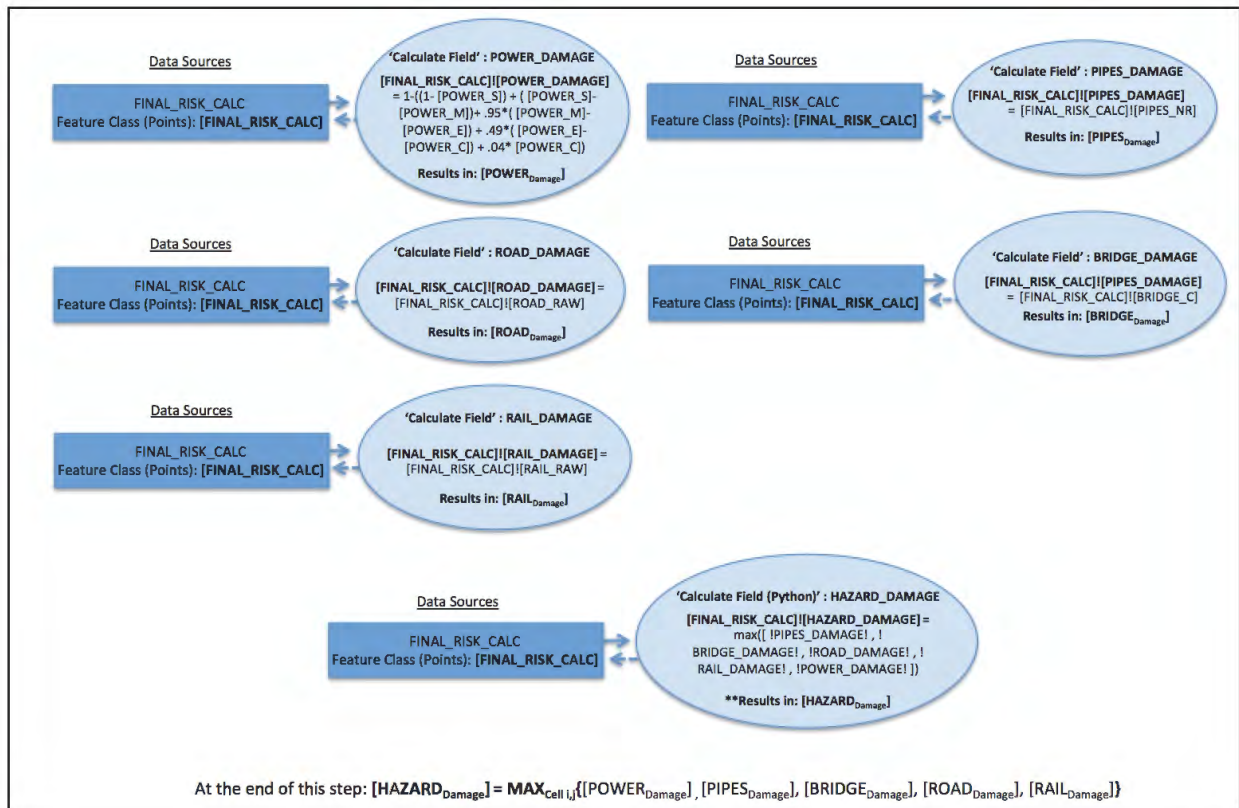 Data Sources
FINAL_RISK_CALC
Feature Class (Points): [FINAL_RISK_CALC]
'Calculate Field' : POWER_DAMAGE
[FINAL_RISK_CALC]![POWER_DAMAGE]
= 1-((1- [POWER_S]) + ( [POWER_S]-
[POWER_M])+ .95*( [POWER_M]-
[POWER_E]) + .49*( [POWER_E]-
[POWER_C]) + .04* [POWER_C])
Results in: [POWERDamage]
Data Sources
FINAL_RISK_CALC
Feature Class (Points): [FINAL_RISK_CALC]
'Calculate Field' : PIPES_DAMAGE
[FINAL_RISK_CALC]![PIPES_DAMAGE]
= [FINAL_RISK_CALC]![PIPES_NR]
Results in: [PIPESDamage]
Data Sources
FINAL_RISK_CALC
Feature Class (Points): [FINAL_RISK_CALC]
'Calculate Field' : ROAD_DAMAGE
[FINAL_RISK_CALC]![ROAD_DAMAGE] =
[FINAL_RISK_CALC]![ROAD_RAW]
Results in: [ROADDamage]
Data Sources
FINAL_RISK_CALC
Feature Class (Points): [FINAL_RISK_CALC]
'Calculate Field' : BRIDGE_DAMAGE
[FINAL_RISK_CALC]![PIPES_DAMAGE]
= [FINAL_RISK_CALC]![BRIDGE_C]
Results in: [BRIDGEDamage]
Data Sources
FINAL_RISK_CALC
Feature Class (Points): [FINAL_RISK_CALC]
'Calculate Field' : RAIL_DAMAGE
[FINAL_RISK_CALC]![RAIL_DAMAGE] =
[FINAL_RISK_CALC]![RAIL_RAW]
Results in: [RAILDamage]
Data Sources
FINAL_RISK_CALC
Feature Class (Points): [FINAL_RISK_CALC]
'Calculate Field (Python)' : HAZARD_DAMAGE
[FINAL_RISK_CALC]![HAZARD_DAMAGE] =
max([ !PIPES_DAMAGE! , !
BRIDGE_DAMAGE! , !ROAD_DAMAGE! , !
RAIL_DAMAGE! , !POWER_DAMAGE! ])
**Results in: [HAZARDDamage]
At the end of this step: [HAZARDDamage] = MAXCell i,j{[POWERDamage] , [PIPESDamage], [BRIDGEDamage], [ROADDamage], [RAILDamage]}